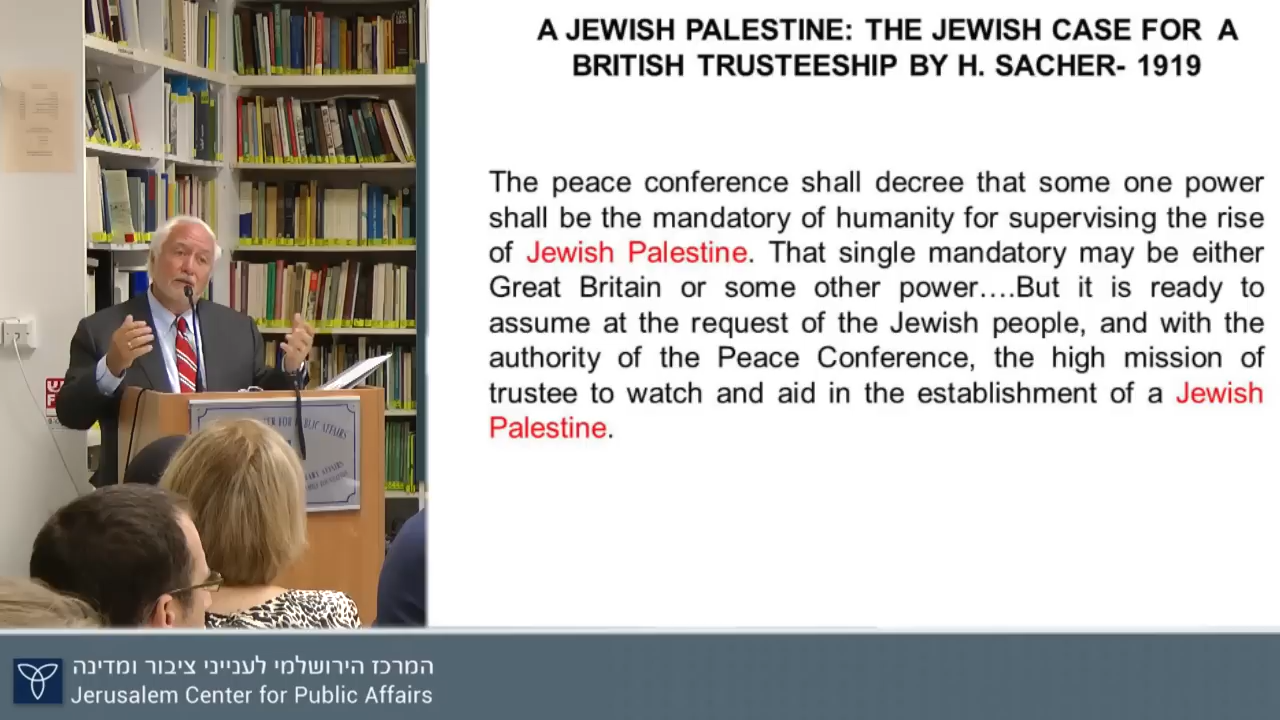 A JEWISH PALESTINE: THE JEWISH CASE FOR A
BRITISH TRUSTEESHIP BY H. SACHER- 1919
The peace conference shall decree that some one power
shall be the mandatory of humanity for supervising the rise
of Jewish Palestine. That single mandatory may be either
Great Britain or some other power….But it is ready to
assume at the request of the Jewish people, and with the
authority of the Peace Conference, the high mission of
trustee to watch and aid in the establishment of a Jewish
Palestine.
FOR PUBLIC AFFAIRS
המרכז הירושלמי לענייני ציבור ומדינה
Jerusalem Center for Public Affairs